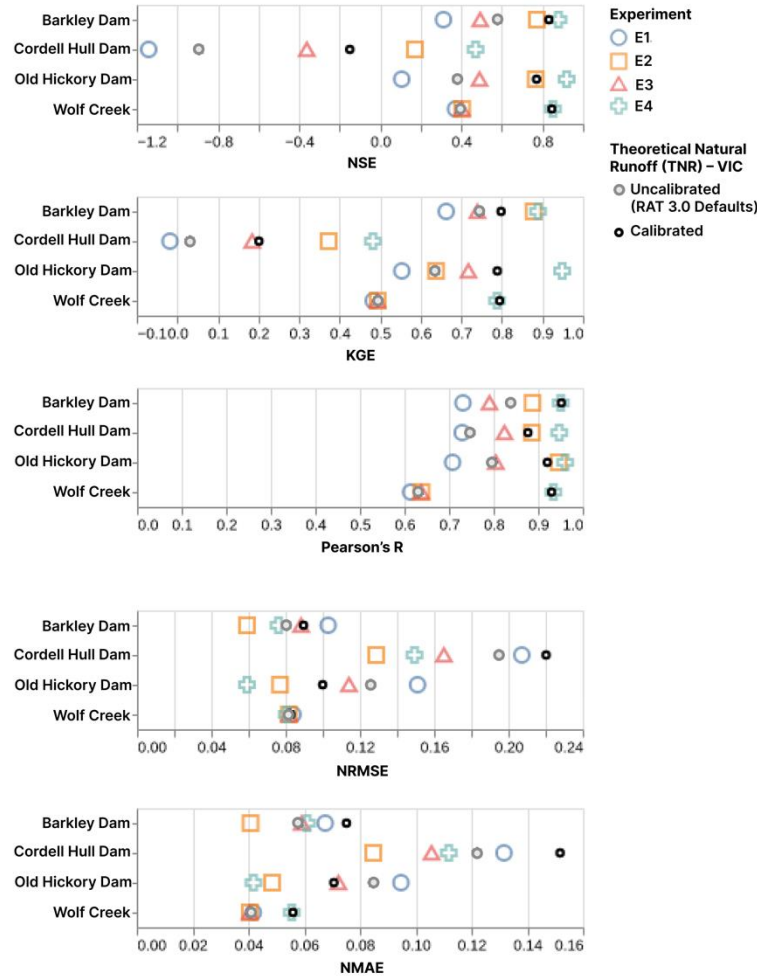 Barkley Dam
Cordell Hull Dam
Old Hickory Dam
Wolf Creek
-1.2 -0.8 -0.4 0.0 0.4 0.8
NSE
Experiment
E1
E2
E3
E4
Theoretical Natural
Runoff (TNR) – VIC
Uncalibrated
(RAT 3.0 Defaults)
Calibrated
Barkley Dam
Cordell Hull Dam
Old Hickory Dam
Wolf Creek
-0.10.0 0.1 0.2 0.3 0.4 0.5 0.6 0.7 0.8 0.9 1.0
KGE
Barkley Dam
Cordell Hull Dam
Old Hickory Dam
Wolf Creek
0.0 0.1 0.2 0.3 0.4 0.5 0.6 0.7 0.8 0.9 1.0
Pearson's R
Barkley Dam
Cordell Hull Dam
Old Hickory Dam
Wolf Creek
0.00 0.04 0.08 0.12 0.16 0.20 0.24
NRMSE
Barkley Dam
Cordell Hull Dam
Old Hickory Dam
Wolf Creek
0.00 0.02 0.04 0.06 0.08 0.10 0.12 0.14 0.16
NMAE